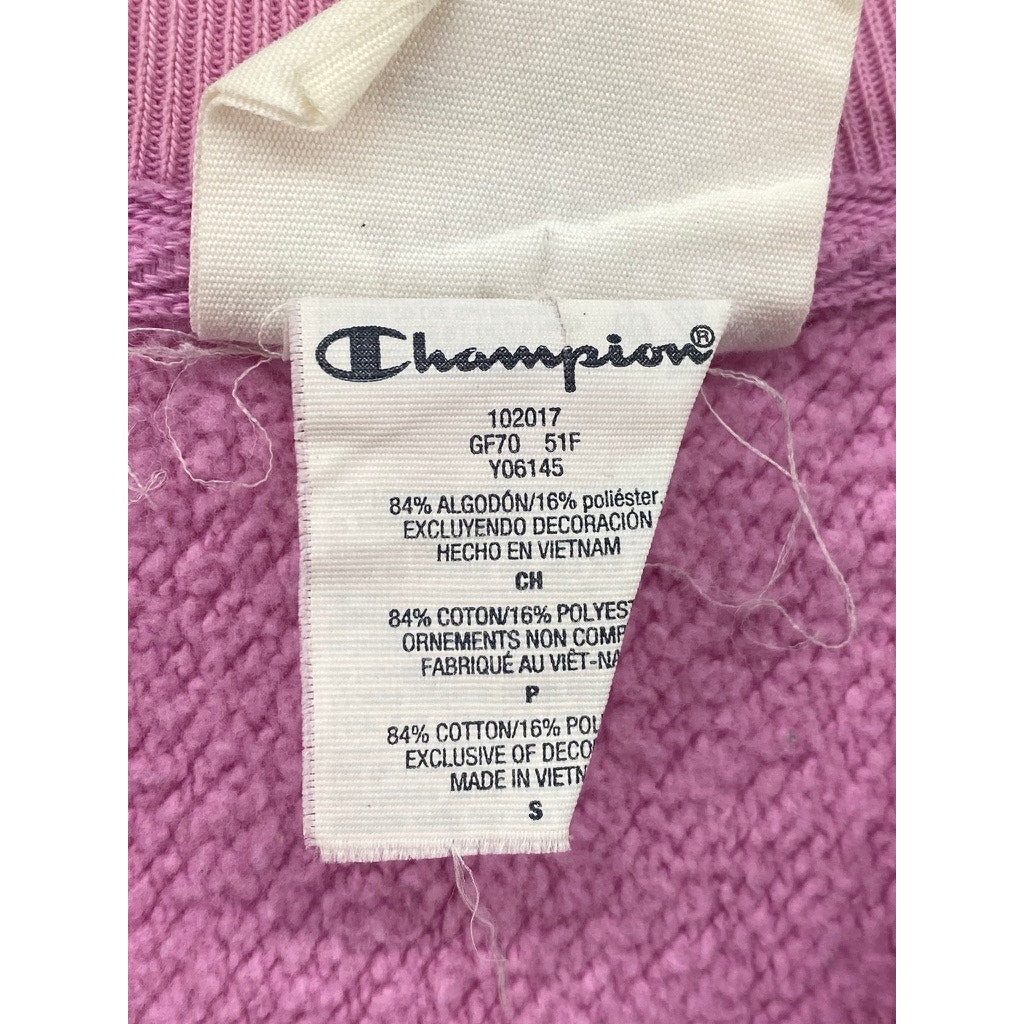 Champion®
102017
GF70 51F
Y06145
84% ALGODÓN/16% poliéster
EXCLUYENDO DECORACIÓN
HECHO EN VIETNAM
CH
84% COTON/16% POLYES
ORNEMENTS NON COMP
FABRIQUÉ AU VIÊT-NA
P
84% COTTON/16% POL
EXCLUSIVE OF DECO
MADE IN VIETN
S